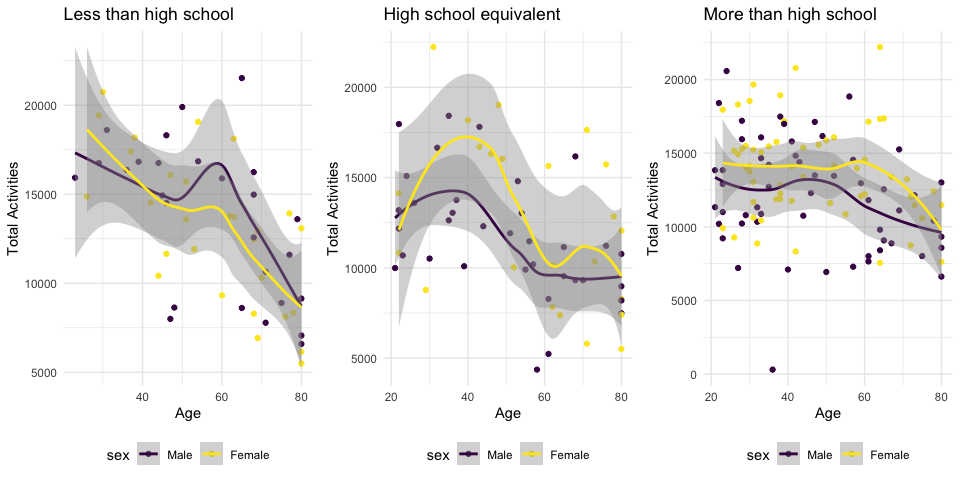 Less than high school
Total Activities
20000
15000
10000
5000
40
60
80
Age
sex Male Female
High school equivalent
Total Activities
20000
15000
10000
5000
20
40
60
80
Age
sex Male Female
More than high school
Total Activities
20000
15000
10000
5000
0
20
40
60
80
Age
sex Male Female